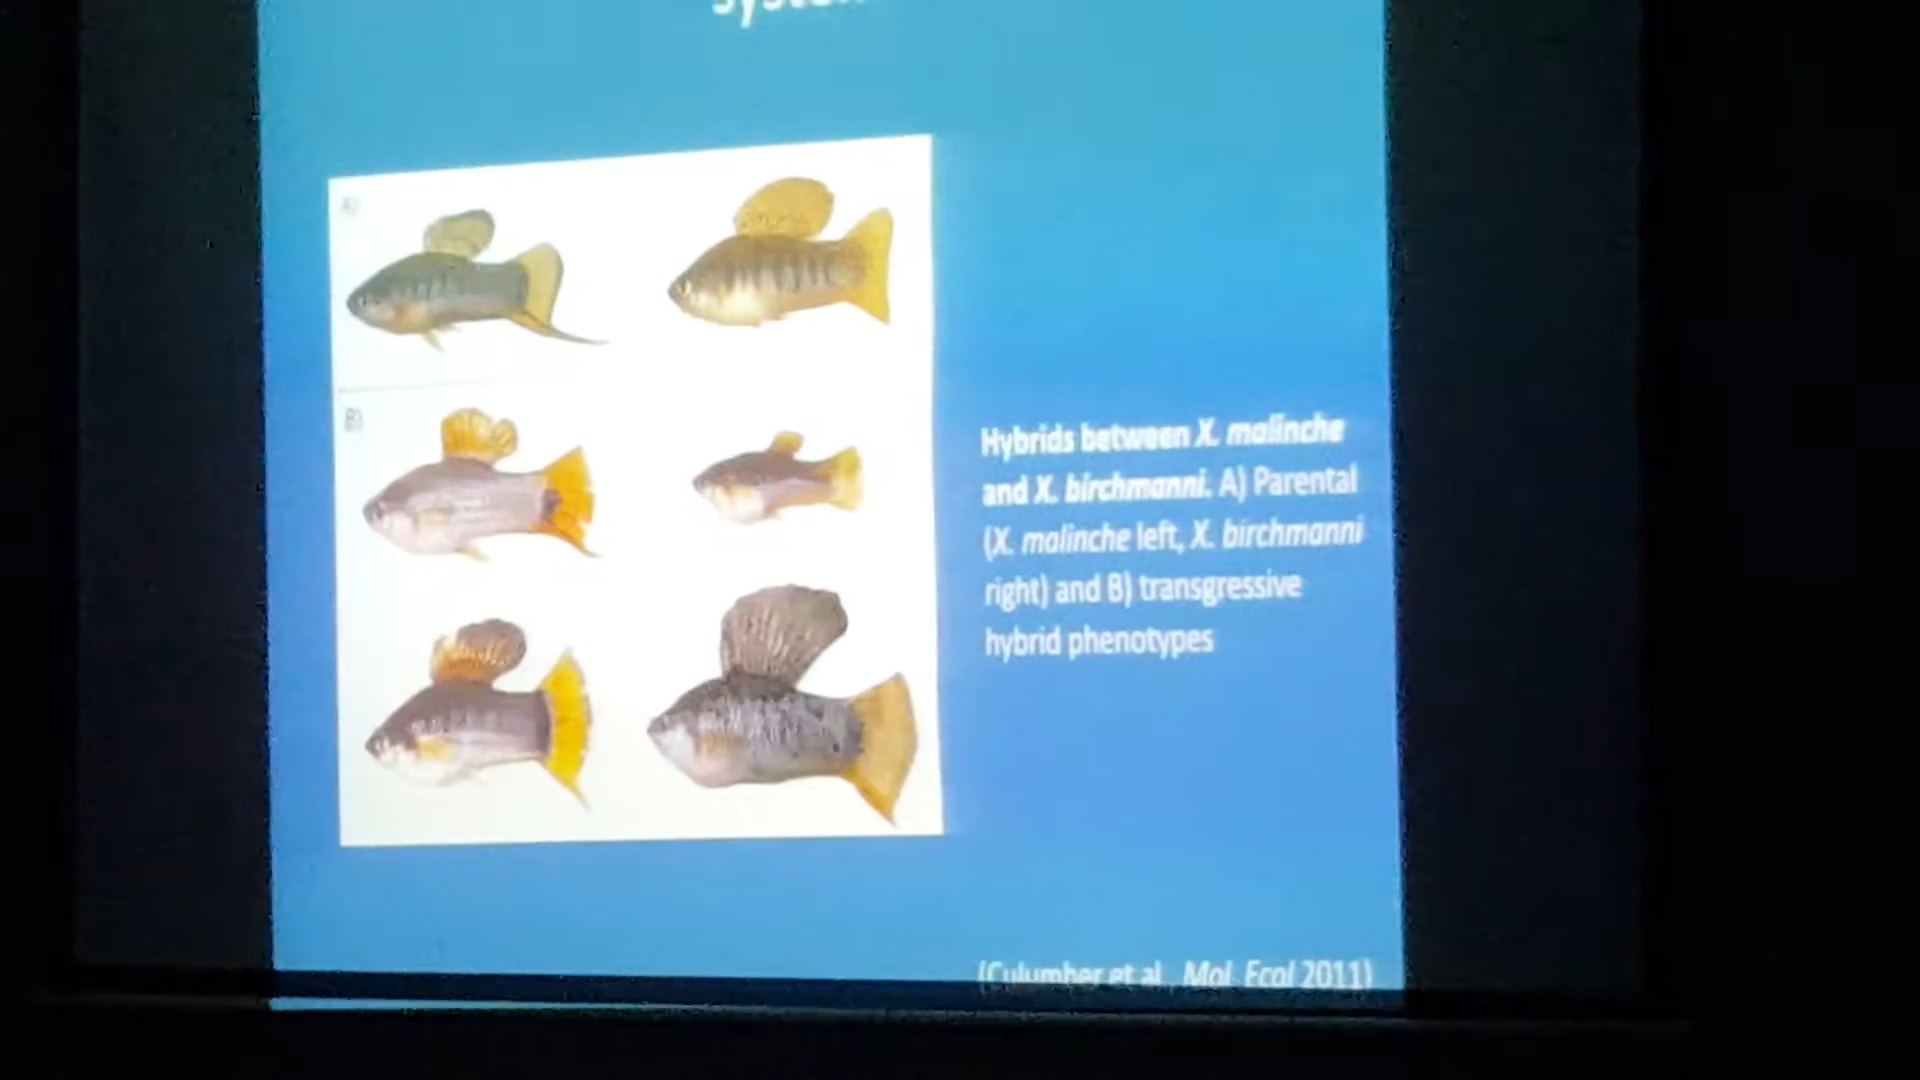 A)
B)
Hybrids between X. malinche
and X. birchmanni. A) Parental
(X. malinche left, X. birchmanni
right) and B) transgressive
hybrid phenotypes
(Culumber et al., Mol. Ecol 2011)